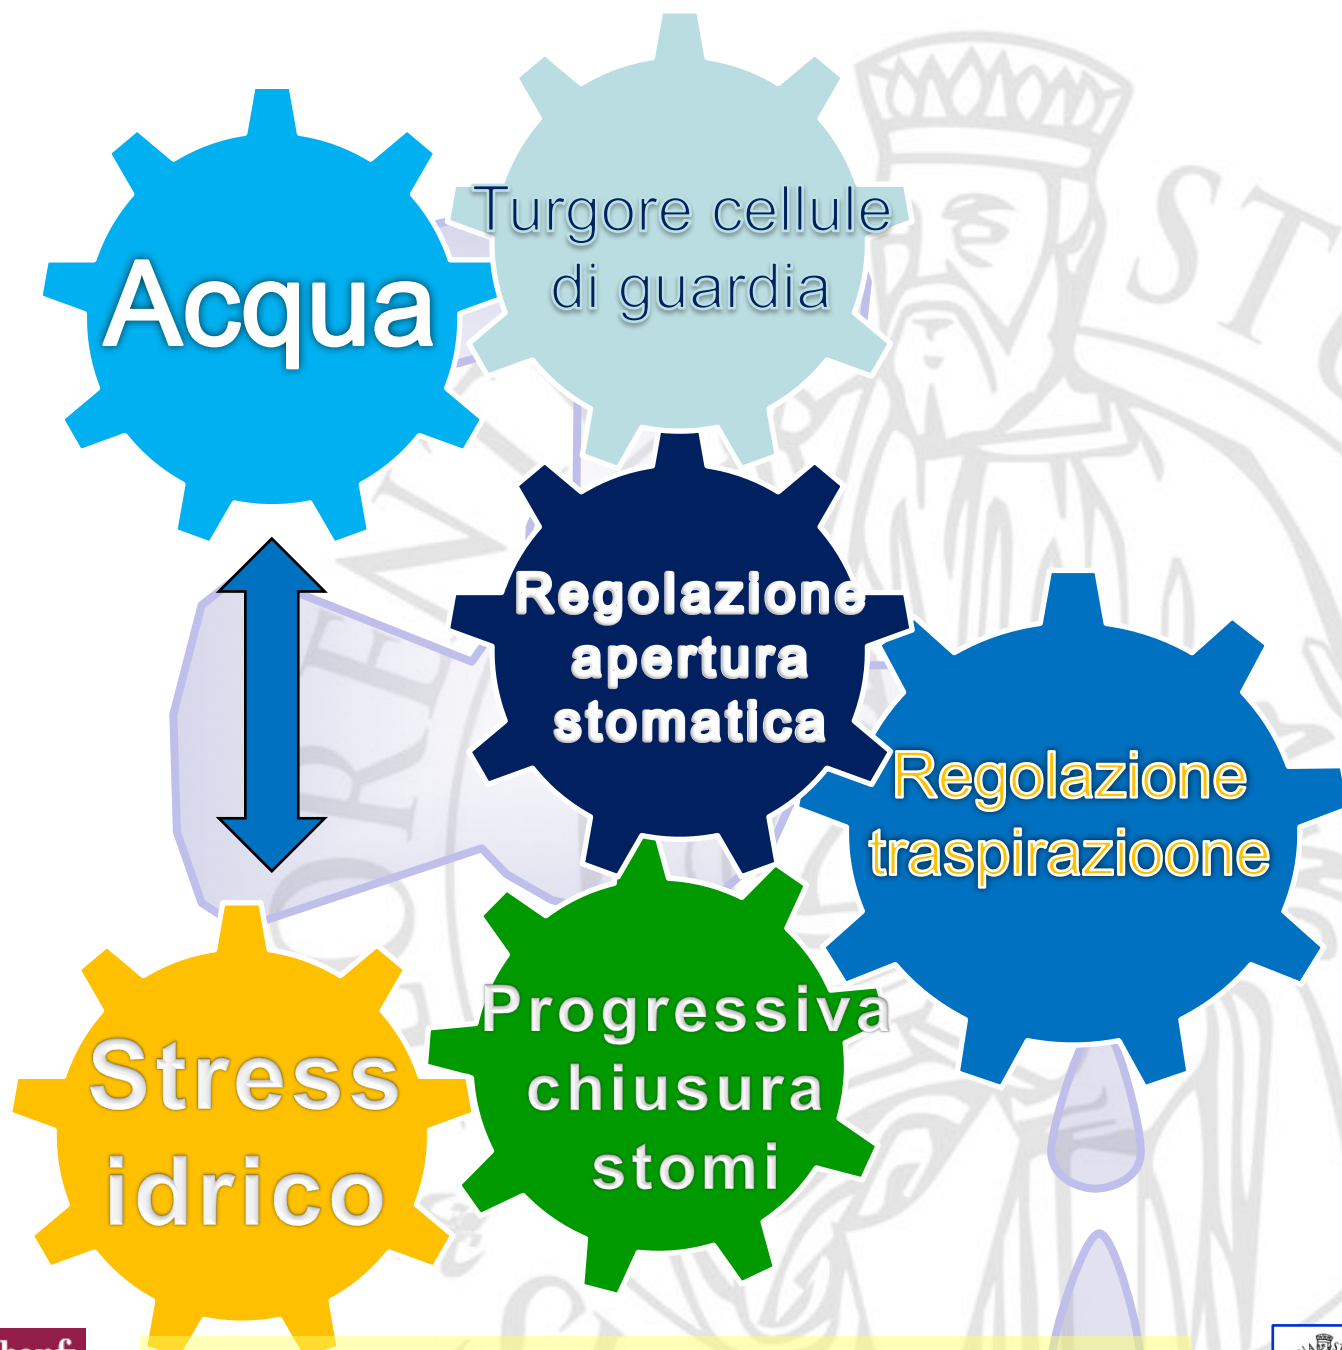 Acqua
Turgore cellule
di guardia
Regolazione
apertura
stomatica
Regolazione
traspirazioone
Progressiva
chiusura
stomi
Stress
idrico